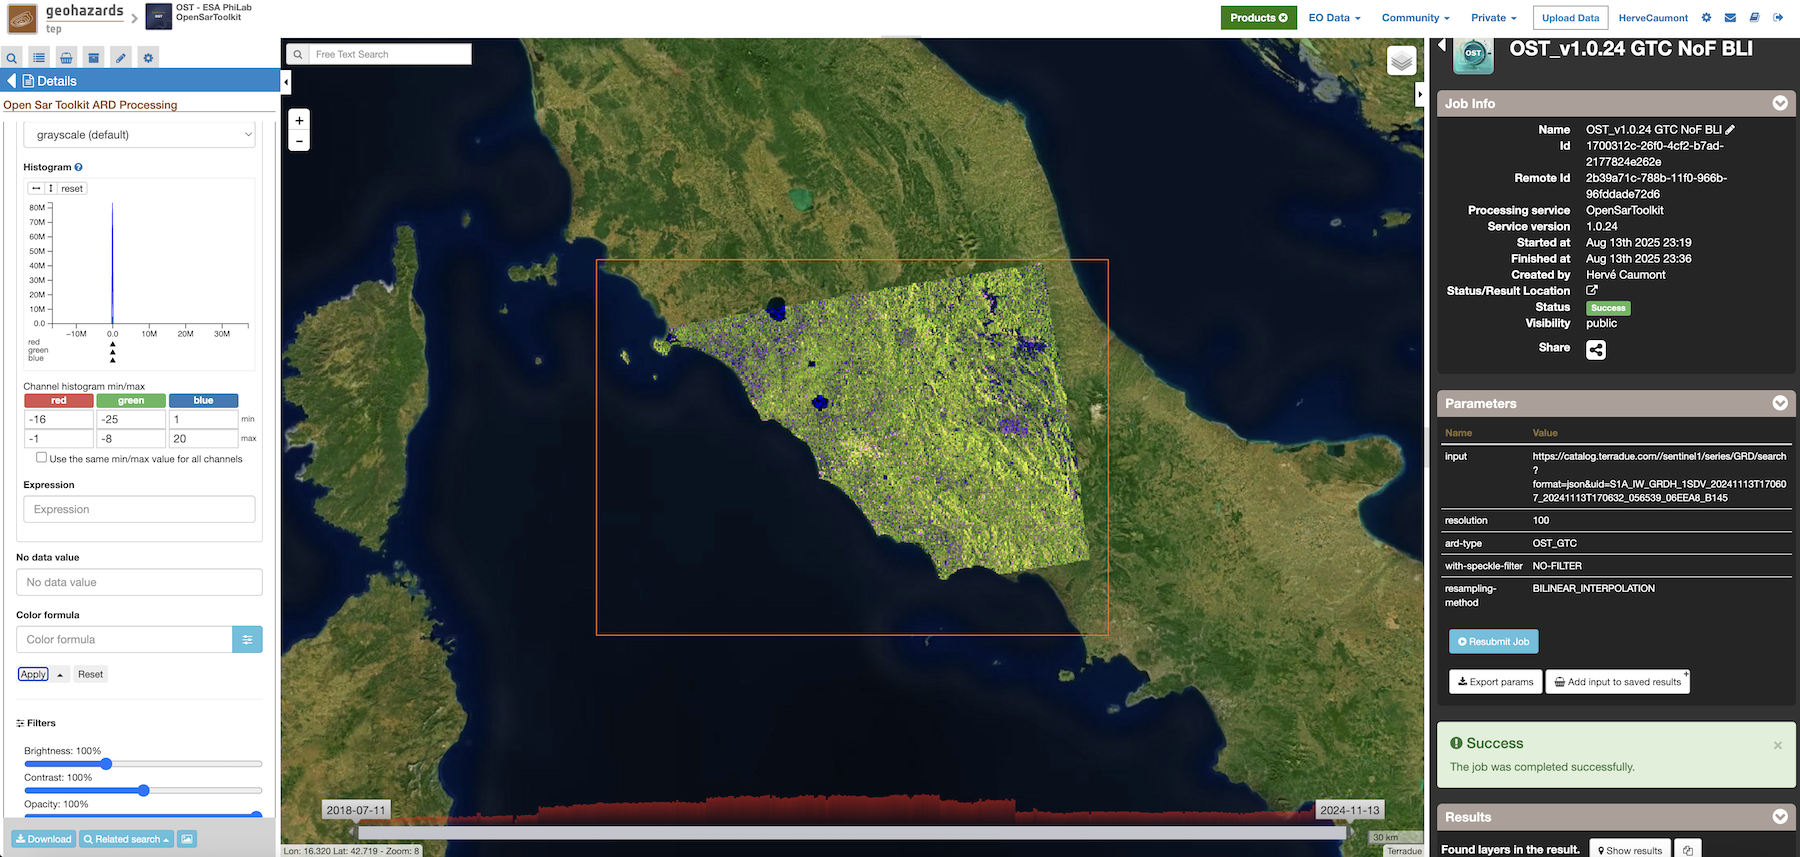 geohazards
tep
OST - ESA PhiLab
OpenSarToolkit
Products
EO Data
Community
Private
Upload Data
HerveCaumont
Details
Open Sar Toolkit ARD Processing
grayscale (default)
Histogram
reset
80M
70M
60M
50M
40M
30M
20M
10M
0.0
−10M 0.0 10M 20M 30M
red
green
blue
Channel histogram min/max
red green blue
-16 -25 1 min
-1 -8 20 max
Use the same min/max value for all channels
Expression
Expression
No data value
No data value
Color formula
Color formula
Apply Reset
Filters
Brightness: 100%
Contrast: 100%
Opacity: 100%
Download Related search
Free Text Search
+
−
2018-07-11
2024-11-13
30 km
Lon: 16.320 Lat: 42.719 - Zoom: 8
Terradue
OST
OST_v1.0.24 GTC NoF BLI
Job Info
Name OST_v1.0.24 GTC NoF BLI
Id 1700312c-26f0-4cf2-b7ad-
2177824e262e
Remote Id 2b39a71c-788b-11f0-966b-
96fddade72d6
Processing service OpenSarToolkit
Service version 1.0.24
Started at Aug 13th 2025 23:19
Finished at Aug 13th 2025 23:36
Created by Hervé Caumont
Status/Result Location
Status Success
Visibility public
Share
Parameters
Name Value
input https://catalog.terradue.com//sentinel1/series/GRD/search
?
format=json&uid=S1A_IW_GRDH_1SDV_20241113T17060
7_20241113T170632_056539_06EEA8_B145
resolution 100
ard-type OST_GTC
with-speckle-filter NO-FILTER
resampling- BILINEAR_INTERPOLATION
method
Resubmit Job
Export params Add input to saved results +
Success ×
The job was completed successfully.
Results
Found layers in the result. Show results